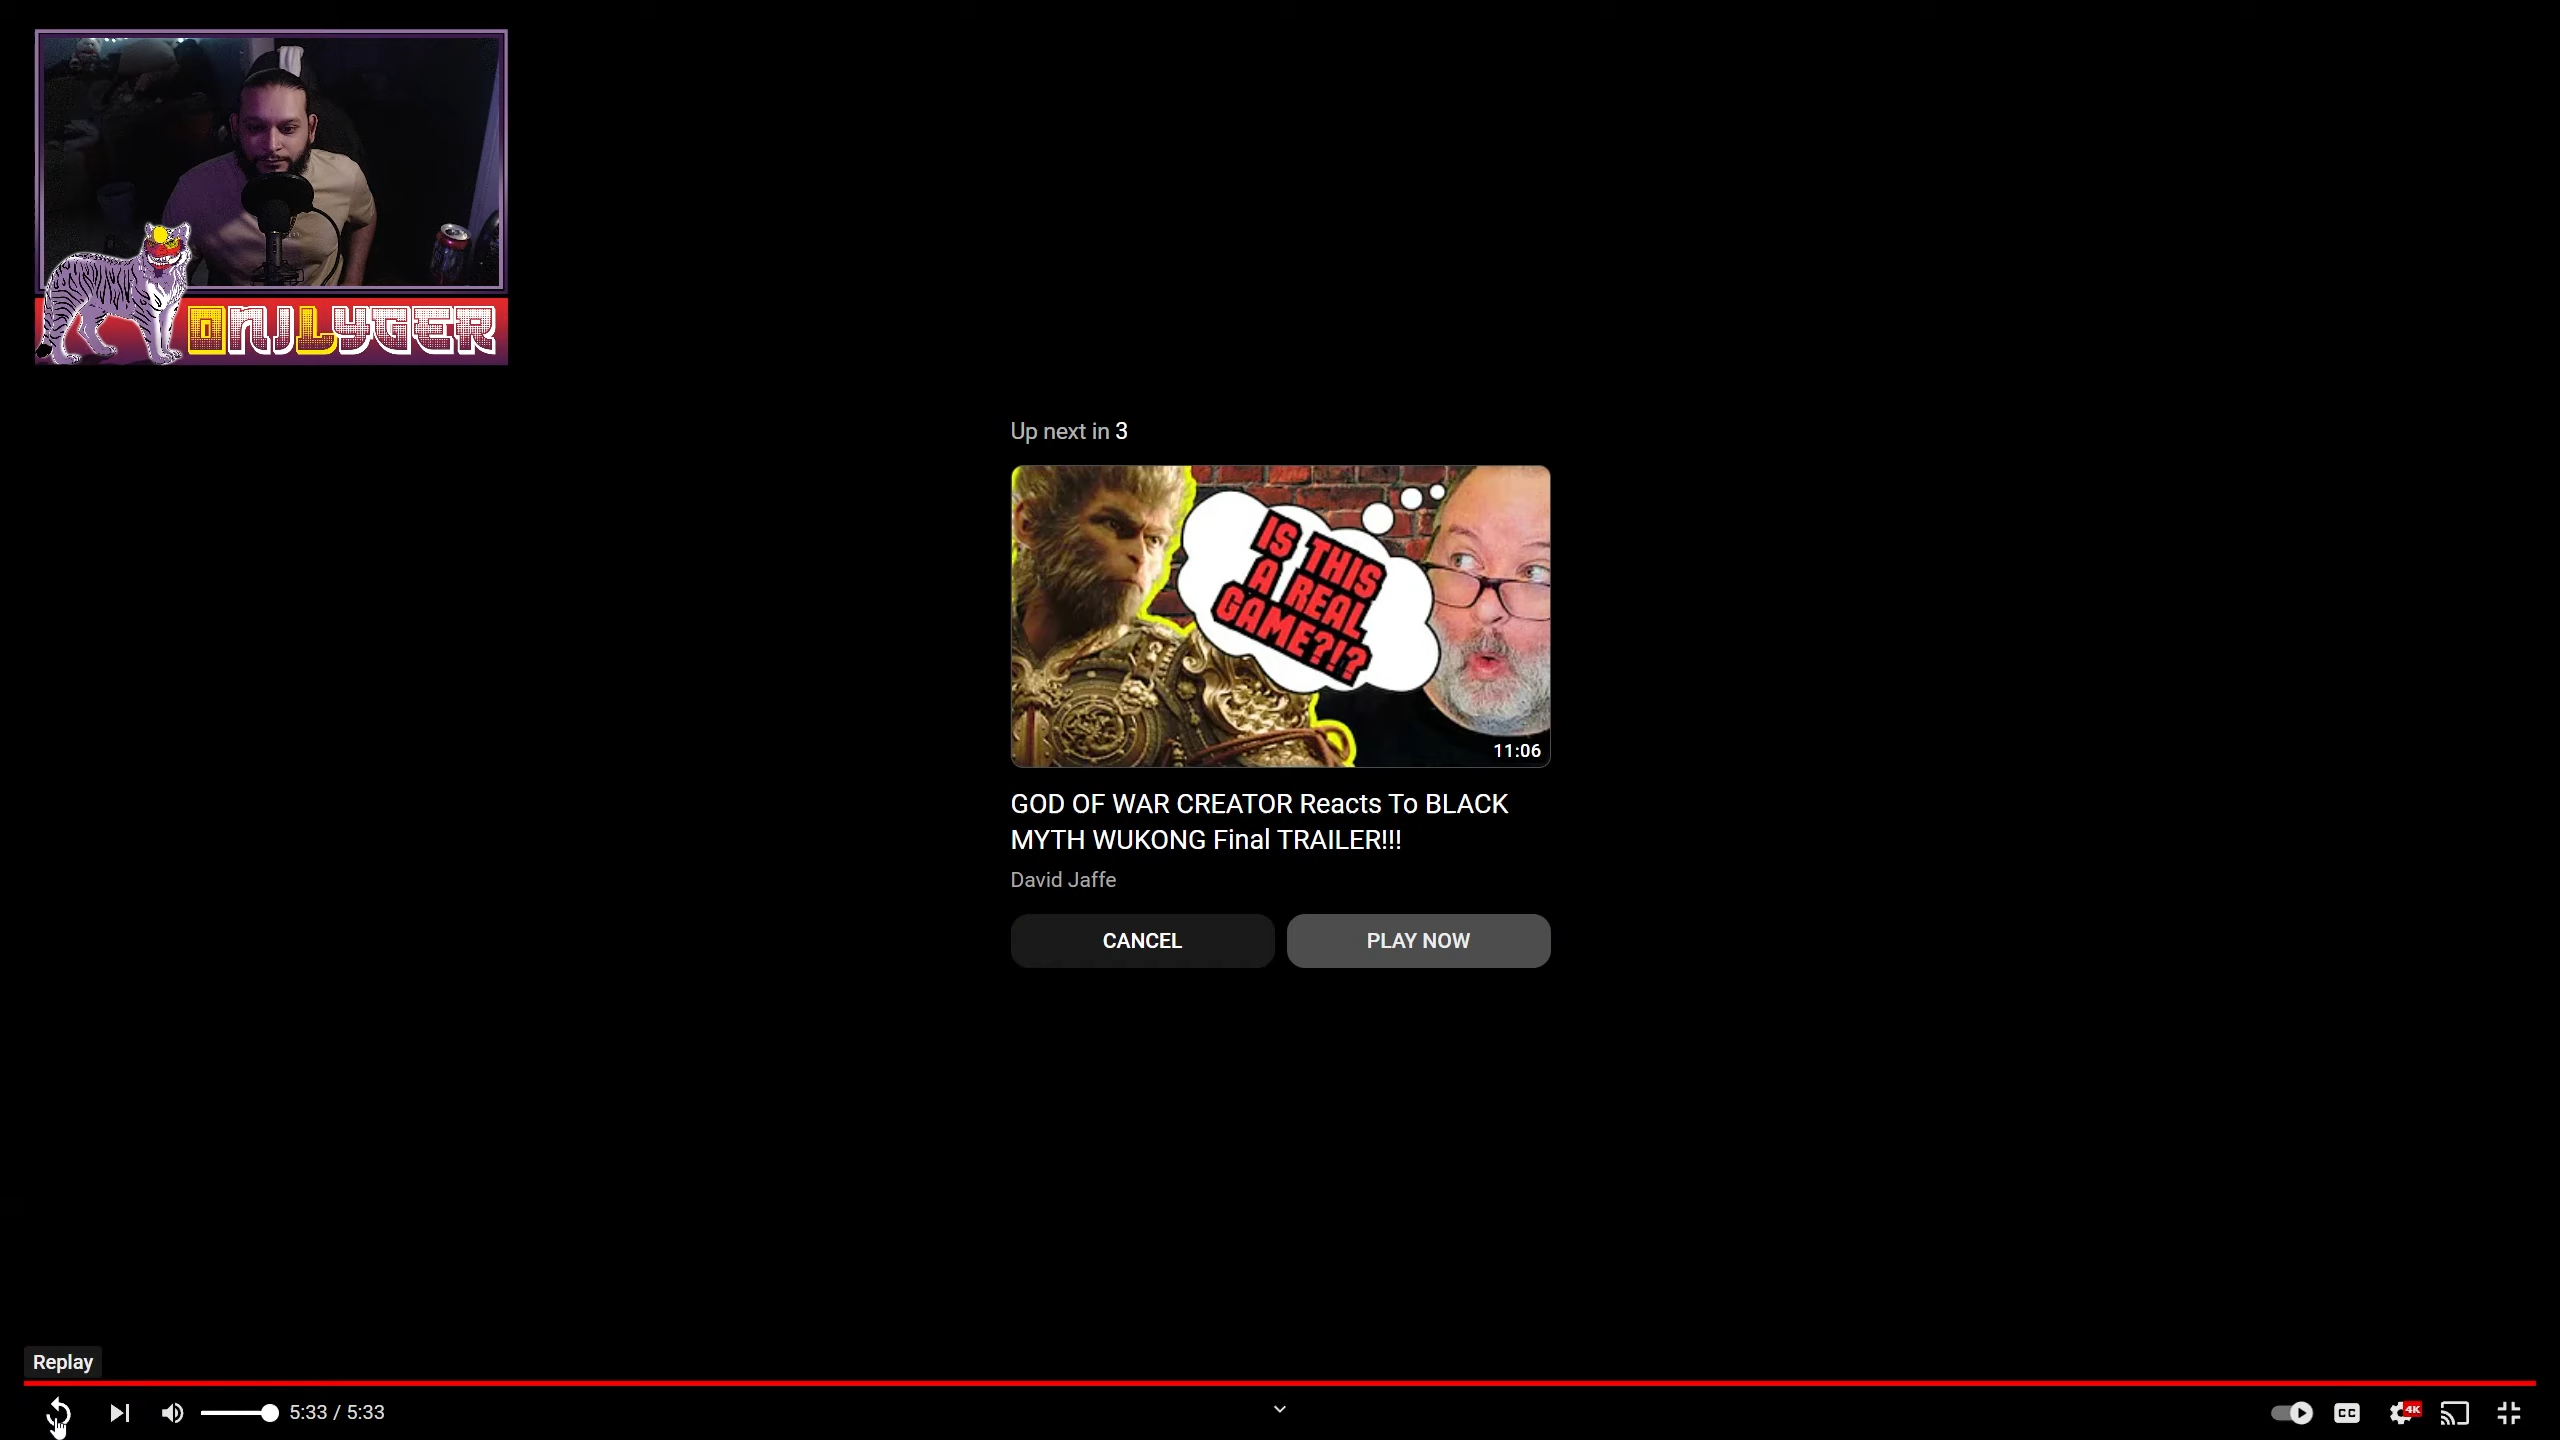 ONJLYGER
Up next in 3
IS THIS
A REAL
GAME?!?
11:06
GOD OF WAR CREATOR Reacts To BLACK
MYTH WUKONG Final TRAILER!!!
David Jaffe
CANCEL
PLAY NOW
Replay
5:33 / 5:33
CC
4K